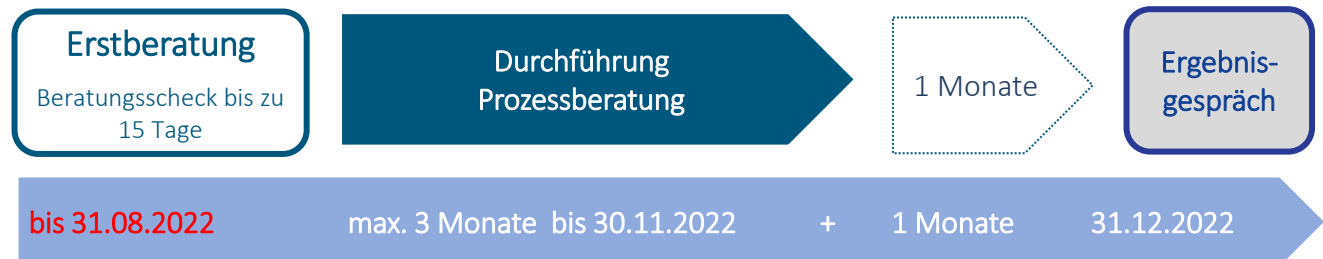 Erstberatung
Beratungsscheck bis zu
15 Tage
Durchführung
Prozessberatung
1 Monate
Ergebnis-
gespräch
bis 31.08.2022 max. 3 Monate bis 30.11.2022 + 1 Monate 31.12.2022